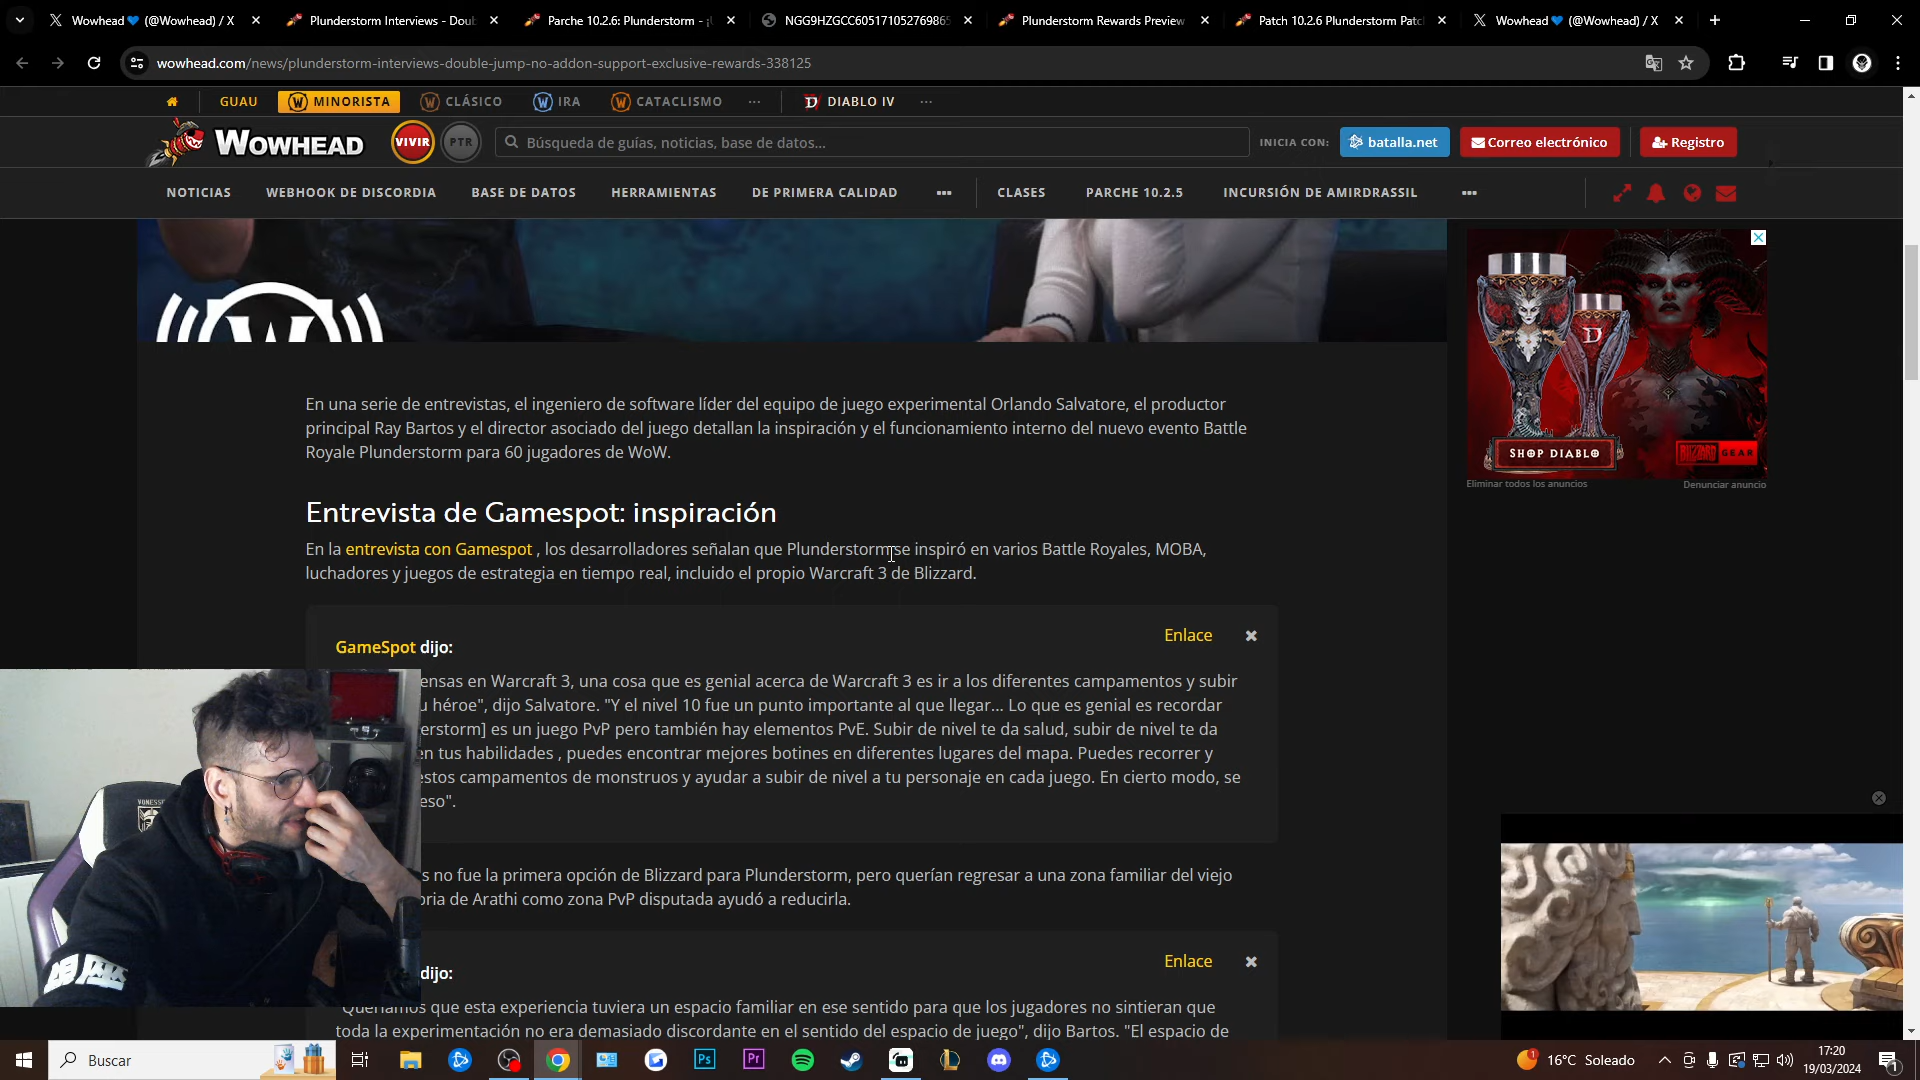 Wowhead 💙 (@Wowhead) / X
Plunderstorm Interviews - Doub
Parche 10.2.6: Plunderstorm - ¡
NGG9HZGCC605171052769865
Plunderstorm Rewards Preview
Patch 10.2.6 Plunderstorm Patc
Wowhead 💙 (@Wowhead) / X
wowhead.com/news/plunderstorm-interviews-double-jump-no-addon-support-exclusive-rewards-338125
GUAU
MINORISTA
CLÁSICO
IRA
CATACLISMO
DIABLO IV
WOWHEAD
VIVIR
PTR
Búsqueda de guías, noticias, base de datos...
INICIA CON:
batalla.net
Correo electrónico
Registro
NOTICIAS
WEBHOOK DE DISCORDIA
BASE DE DATOS
HERRAMIENTAS
DE PRIMERA CALIDAD
CLASES
PARCHE 10.2.5
INCURSIÓN DE AMIRDRASSIL
En una serie de entrevistas, el ingeniero de software líder del equipo de juego experimental Orlando Salvatore, el productor
principal Ray Bartos y el director asociado del juego detallan la inspiración y el funcionamiento interno del nuevo evento Battle
Royale Plunderstorm para 60 jugadores de WoW.
Entrevista de Gamespot: inspiración
En la entrevista con Gamespot , los desarrolladores señalan que Plunderstorm se inspiró en varios Battle Royales, MOBA,
luchadores y juegos de estrategia en tiempo real, incluido el propio Warcraft 3 de Blizzard.
Enlace
GameSpot dijo:
ensas en Warcraft 3, una cosa que es genial acerca de Warcraft 3 es ir a los diferentes campamentos y subir
u héroe", dijo Salvatore. "Y el nivel 10 fue un punto importante al que llegar... Lo que es genial es recordar
erstorm] es un juego PvP pero también hay elementos PvE. Subir de nivel te da salud, subir de nivel te da
en tus habilidades , puedes encontrar mejores botines en diferentes lugares del mapa. Puedes recorrer y
estos campamentos de monstruos y ayudar a subir de nivel a tu personaje en cada juego. En cierto modo, se
eso".
s no fue la primera opción de Blizzard para Plunderstorm, pero querían regresar a una zona familiar del viejo
oria de Arathi como zona PvP disputada ayudó a reducirla.
Enlace
dijo:
"Queríamos que esta experiencia tuviera un espacio familiar en ese sentido para que los jugadores no sintieran que
toda la experimentación no era demasiado discordante en el sentido del espacio de juego", dijo Bartos. "El espacio de
SHOP DIABLO
BLIZZARD GEAR
Eliminar todos los anuncios
Denunciar anuncio
Buscar
Ps
Pr
1
16°C Soleado
17:20
19/03/2024
1